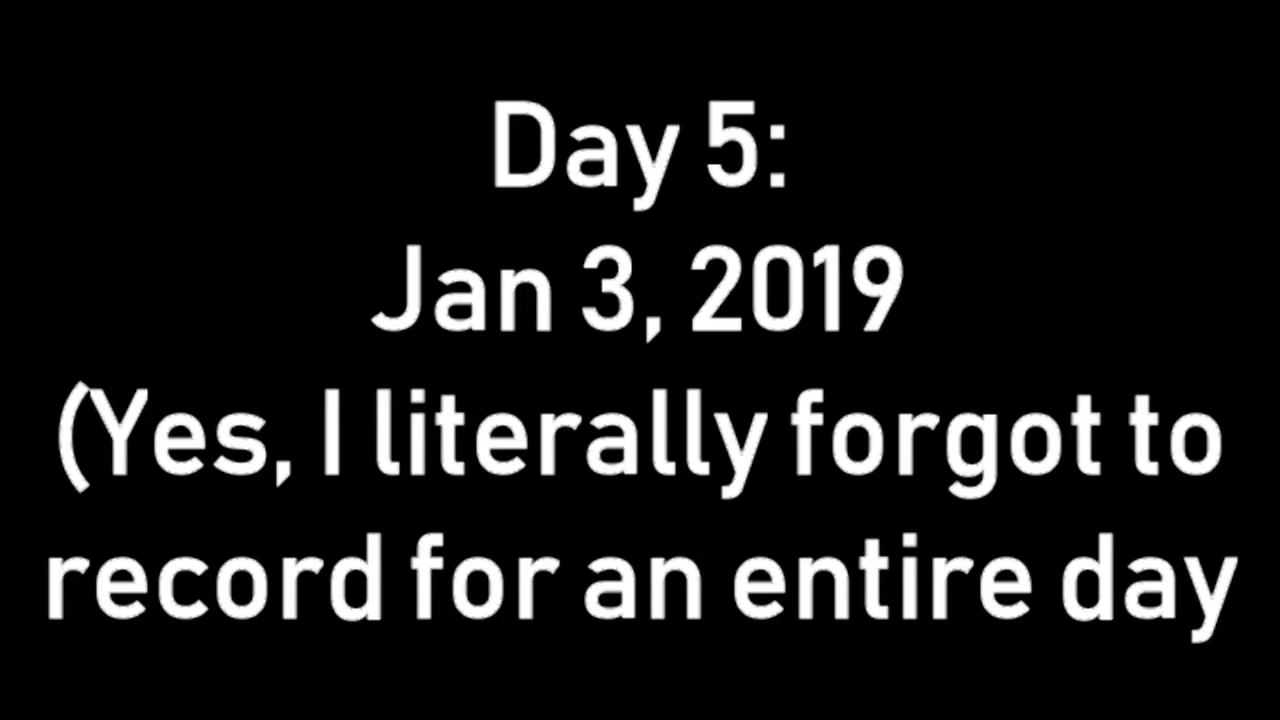 Day 5:
Jan 3, 2019
(Yes, I literally forgot to
record for an entire day